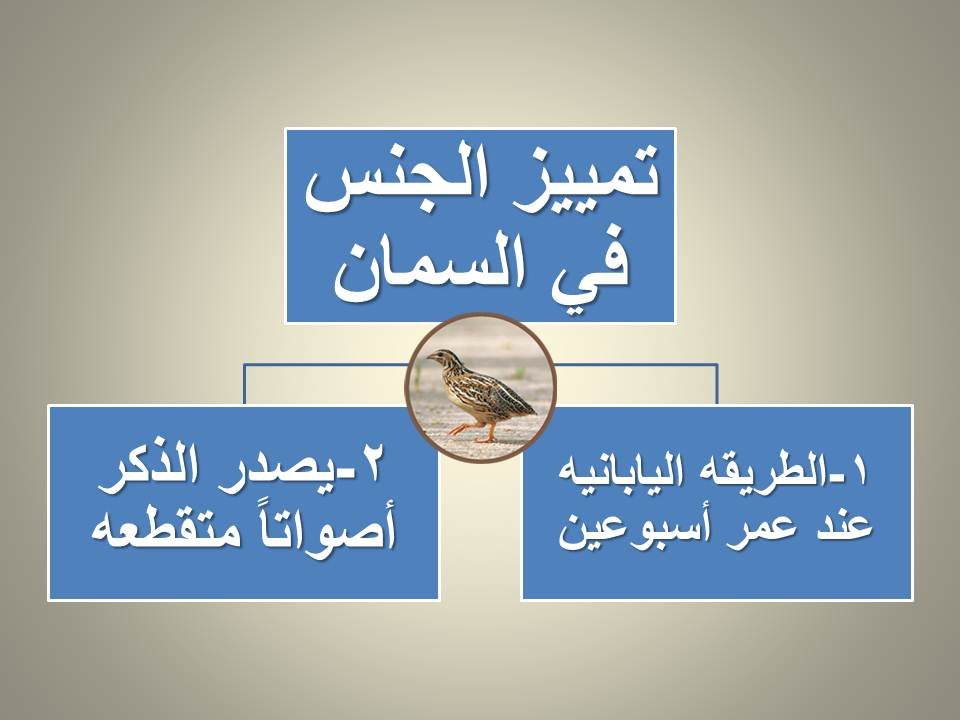 تمييز الجنس
في السمان
١-الطريقه اليابانيه
عند عمر أسبوعين
٢-يصدر الذكر
أصواتاً متقطعه